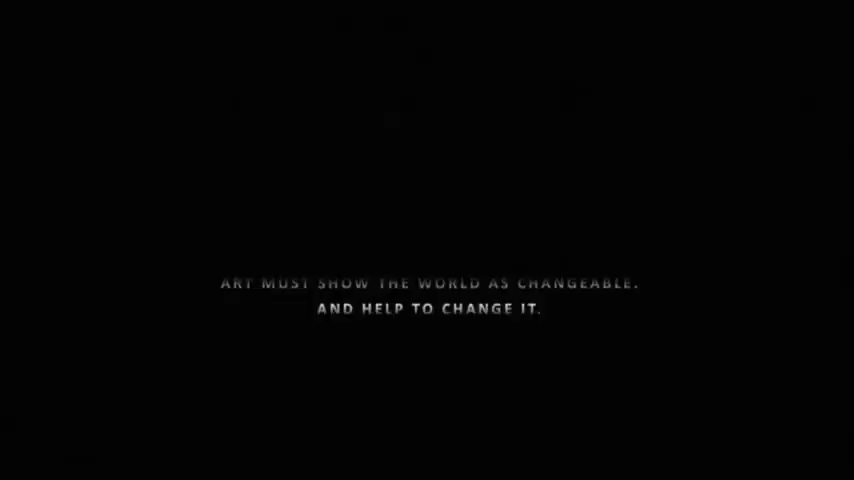 ART MUST SHOW THE WORLD AS CHANGEABLE.
AND HELP TO CHANGE IT.